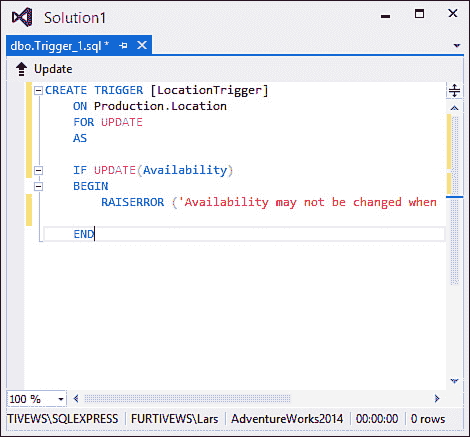 Solution1
dbo.Trigger_1.sql *
Update
CREATE TRIGGER [LocationTrigger]
ON Production.Location
FOR UPDATE
AS
IF UPDATE(Availability)
BEGIN
RAISERROR ('Availability may not be changed when
END
100 %
TIVEWS\SQLEXPRESS FURTIVEWS\Lars AdventureWorks2014 00:00:00 0 rows